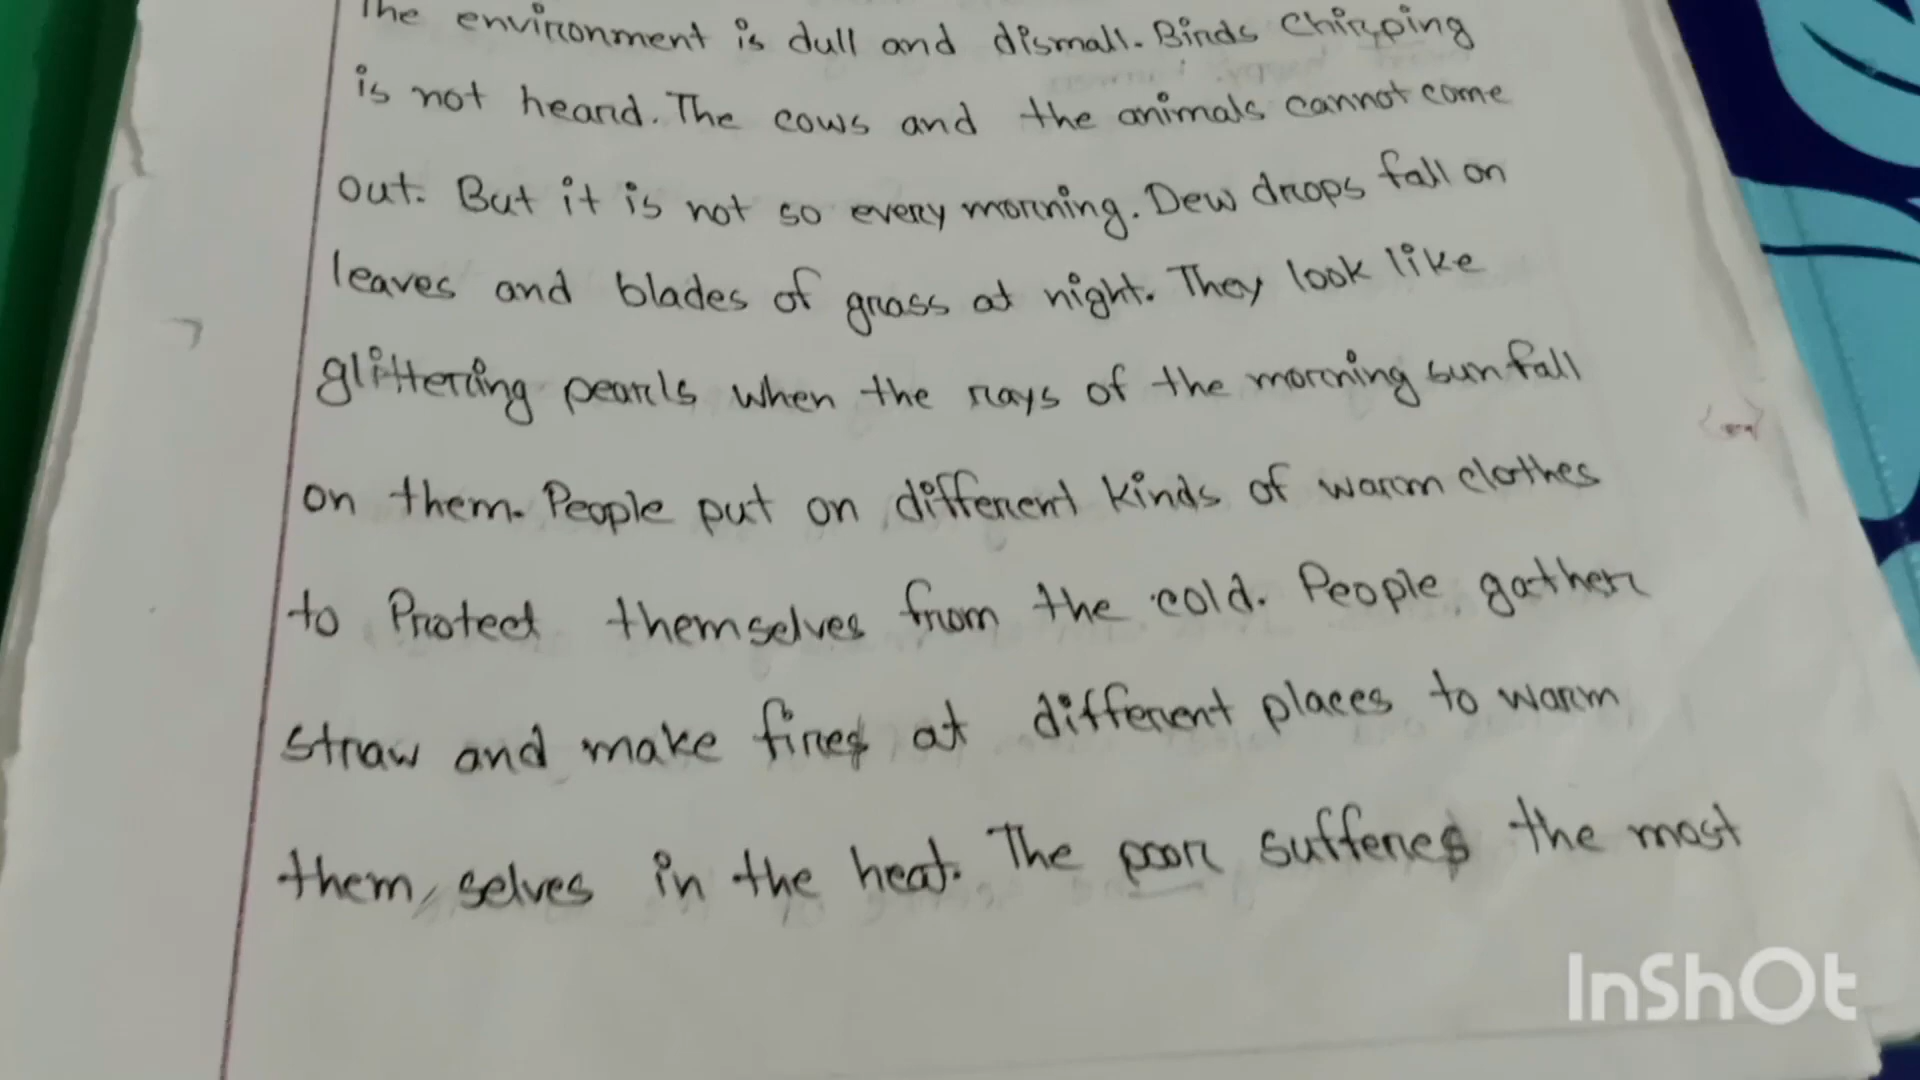 The environment is dull and dismall. Birds Chirping
is not heard. The cows and the animals cannot come
out. But it is not so every morning. Dew drops fall on
leaves and blades of grass at night. They look like
glittering pearls when the rays of the morning sun fall
on them. People put on different kinds of warm clothes
to Protect themselves from the cold. People gather
straw and make fires at different places to warm
them, selves in the heat. The poor sufferes the most
InShOt